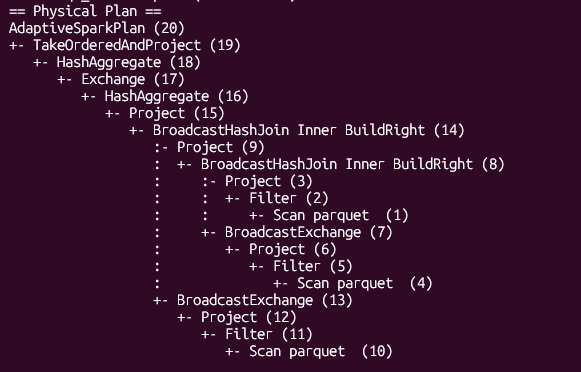 == Physical Plan ==
AdaptiveSparkPlan (20)
+- TakeOrderedAndProject (19)
   +- HashAggregate (18)
      +- Exchange (17)
         +- HashAggregate (16)
            +- Project (15)
               +- BroadcastHashJoin Inner BuildRight (14)
                  :- Project (9)
                  :  +- BroadcastHashJoin Inner BuildRight (8)
                  :     :- Project (3)
                  :     :  +- Filter (2)
                  :     :     +- Scan parquet  (1)
                  :     +- BroadcastExchange (7)
                  :        +- Project (6)
                  :           +- Filter (5)
                  :              +- Scan parquet  (4)
                  +- BroadcastExchange (13)
                     +- Project (12)
                        +- Filter (11)
                           +- Scan parquet  (10)